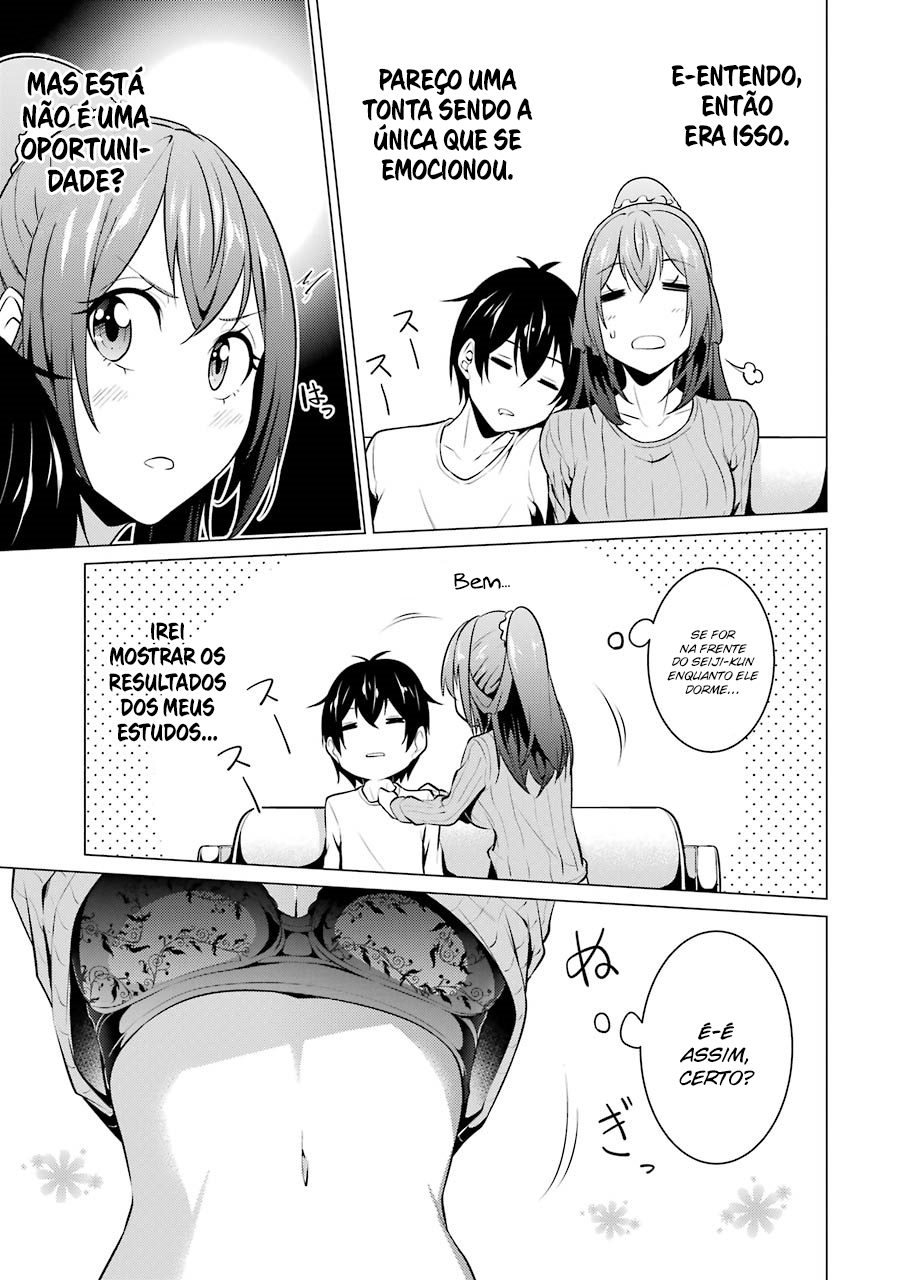 E-ENTENDO,
ENTÃO
ERA ISSO.
PAREÇO UMA
TONTA SENDO A
ÚNICA QUE SE
EMOCIONOU.
スー
スー
MAS ESTÁ
NÃO É UMA
OPORTUNI-
DADE?
はっ
SE FOR
NA FRENTE
DO SEIJI-KUN
ENQUANTO ELE
DORME...
Bem...
IREI
MOSTRAR OS
RESULTADOS
DOS MEUS
ESTUDOS...
スー
É-É
ASSIM,
CERTO?
ぬぎっ